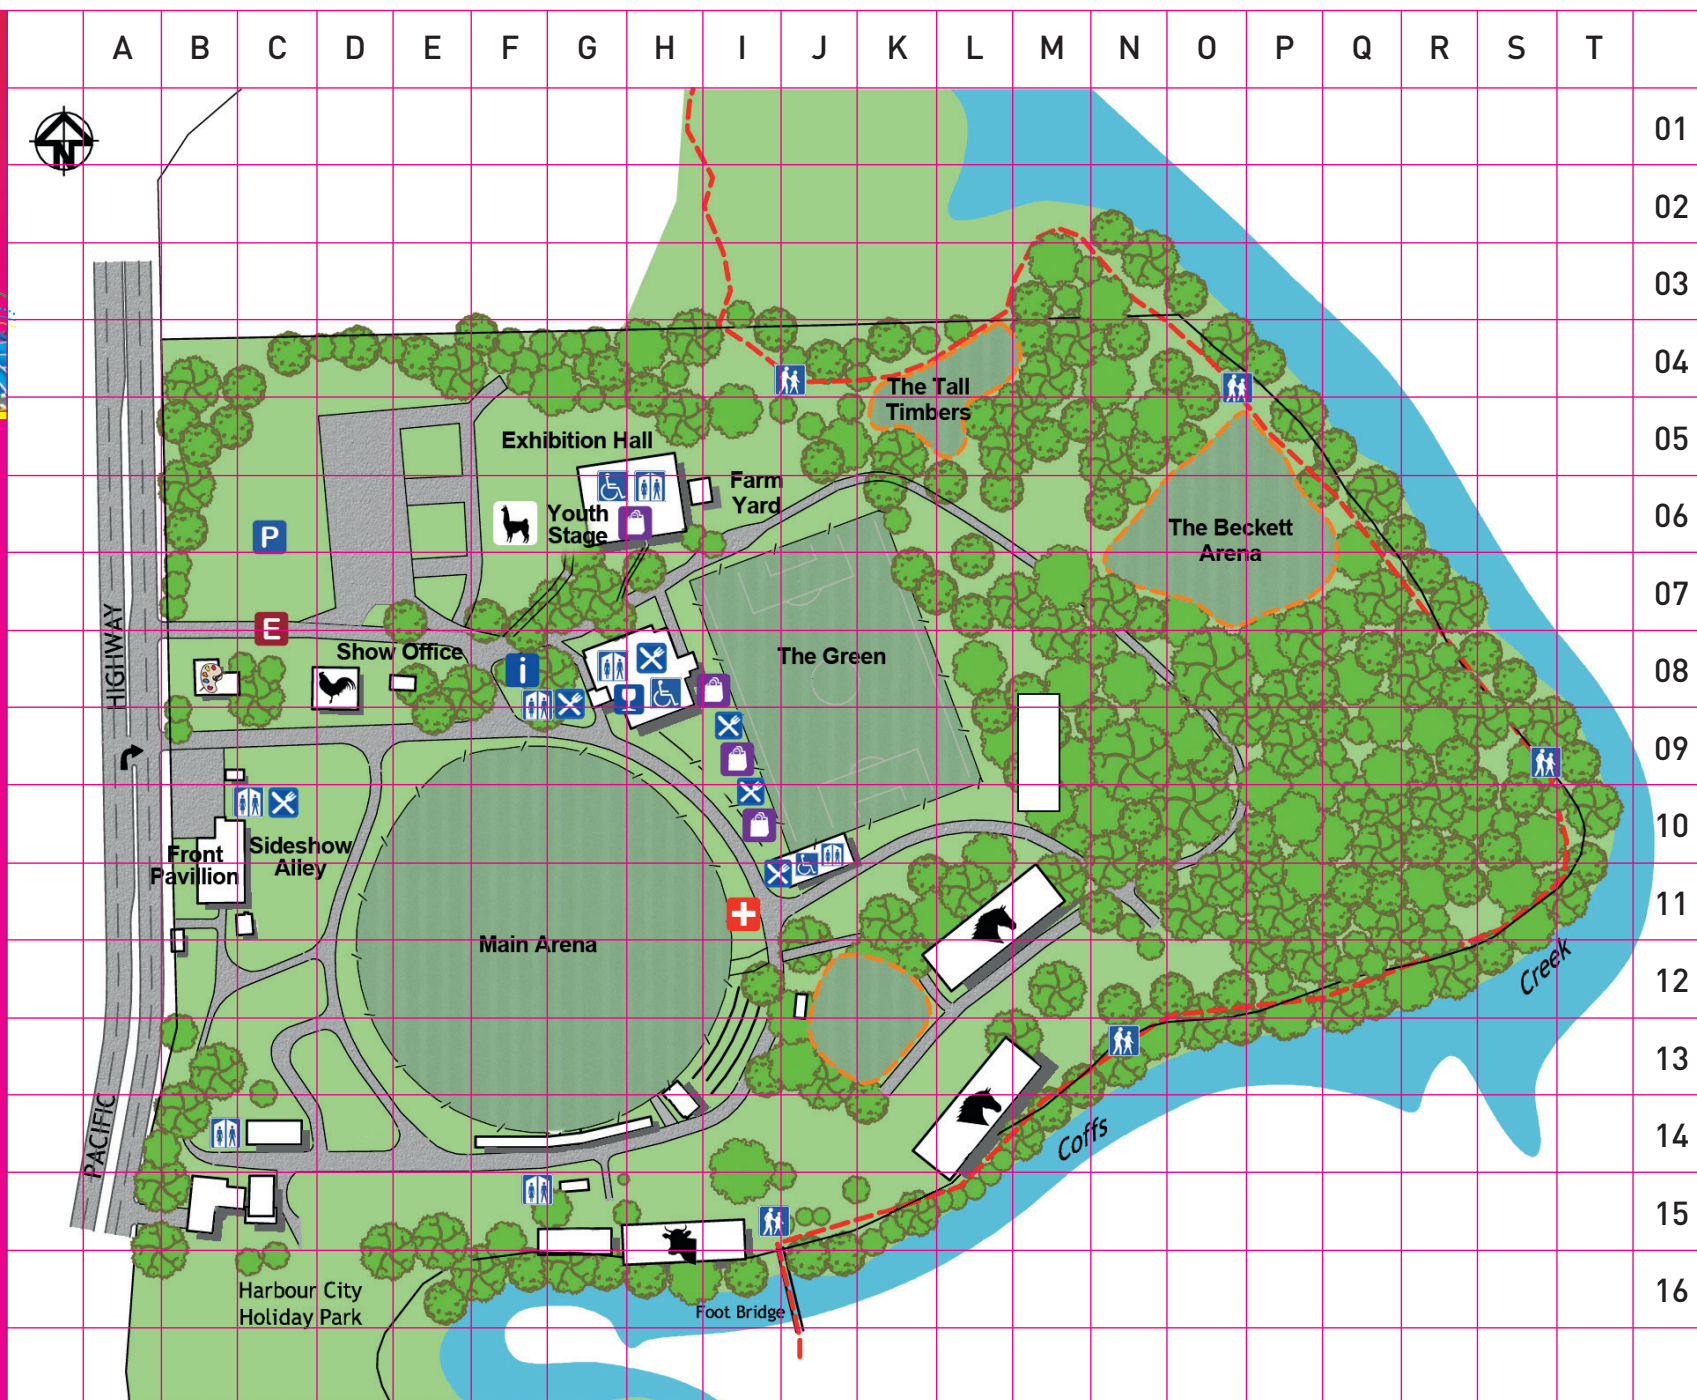 A B C D E F G H I J K L M N O P Q R S T
01
N
02
03
04
The Tall
Timbers
05
Exhibition Hall
Farm
Yard
06
Youth
Stage
P
The Beckett
Arena
07
HIGHWAY
E
Show Office
The Green
08
i
09
10
Sideshow
Alley
Front
Pavillion
11
Main Arena
12
Creek
13
PACIFIC
Coffs
14
15
Harbour City
Holiday Park
Foot Bridge
16